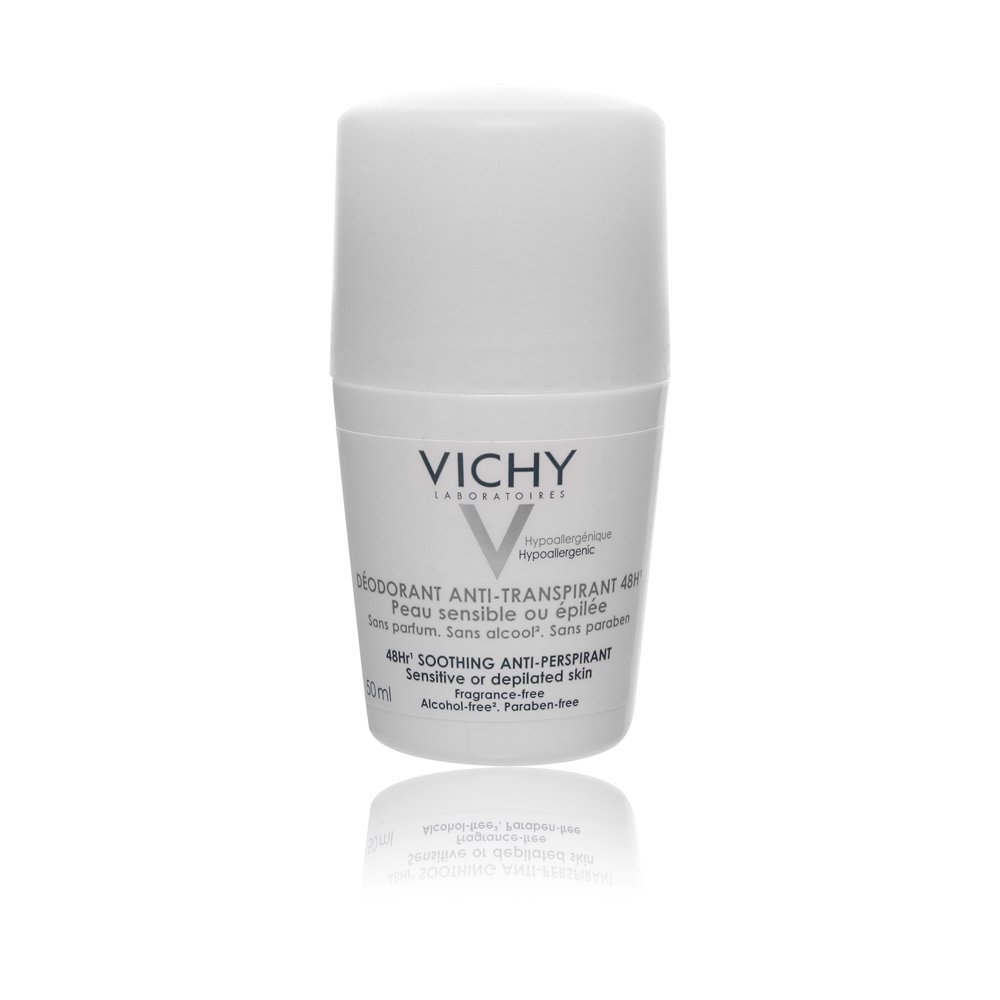 VICHY
LABORATOIRES
V
Hypoallergénique
Hypoallergenic
DÉODORANT ANTI-TRANSPIRANT 48H¹
Peau sensible ou épilée
Sans parfum. Sans alcool². Sans paraben
48Hr¹ SOOTHING ANTI-PERSPIRANT
Sensitive or depilated skin
Fragrance-free
Alcohol-free². Paraben-free
50ml